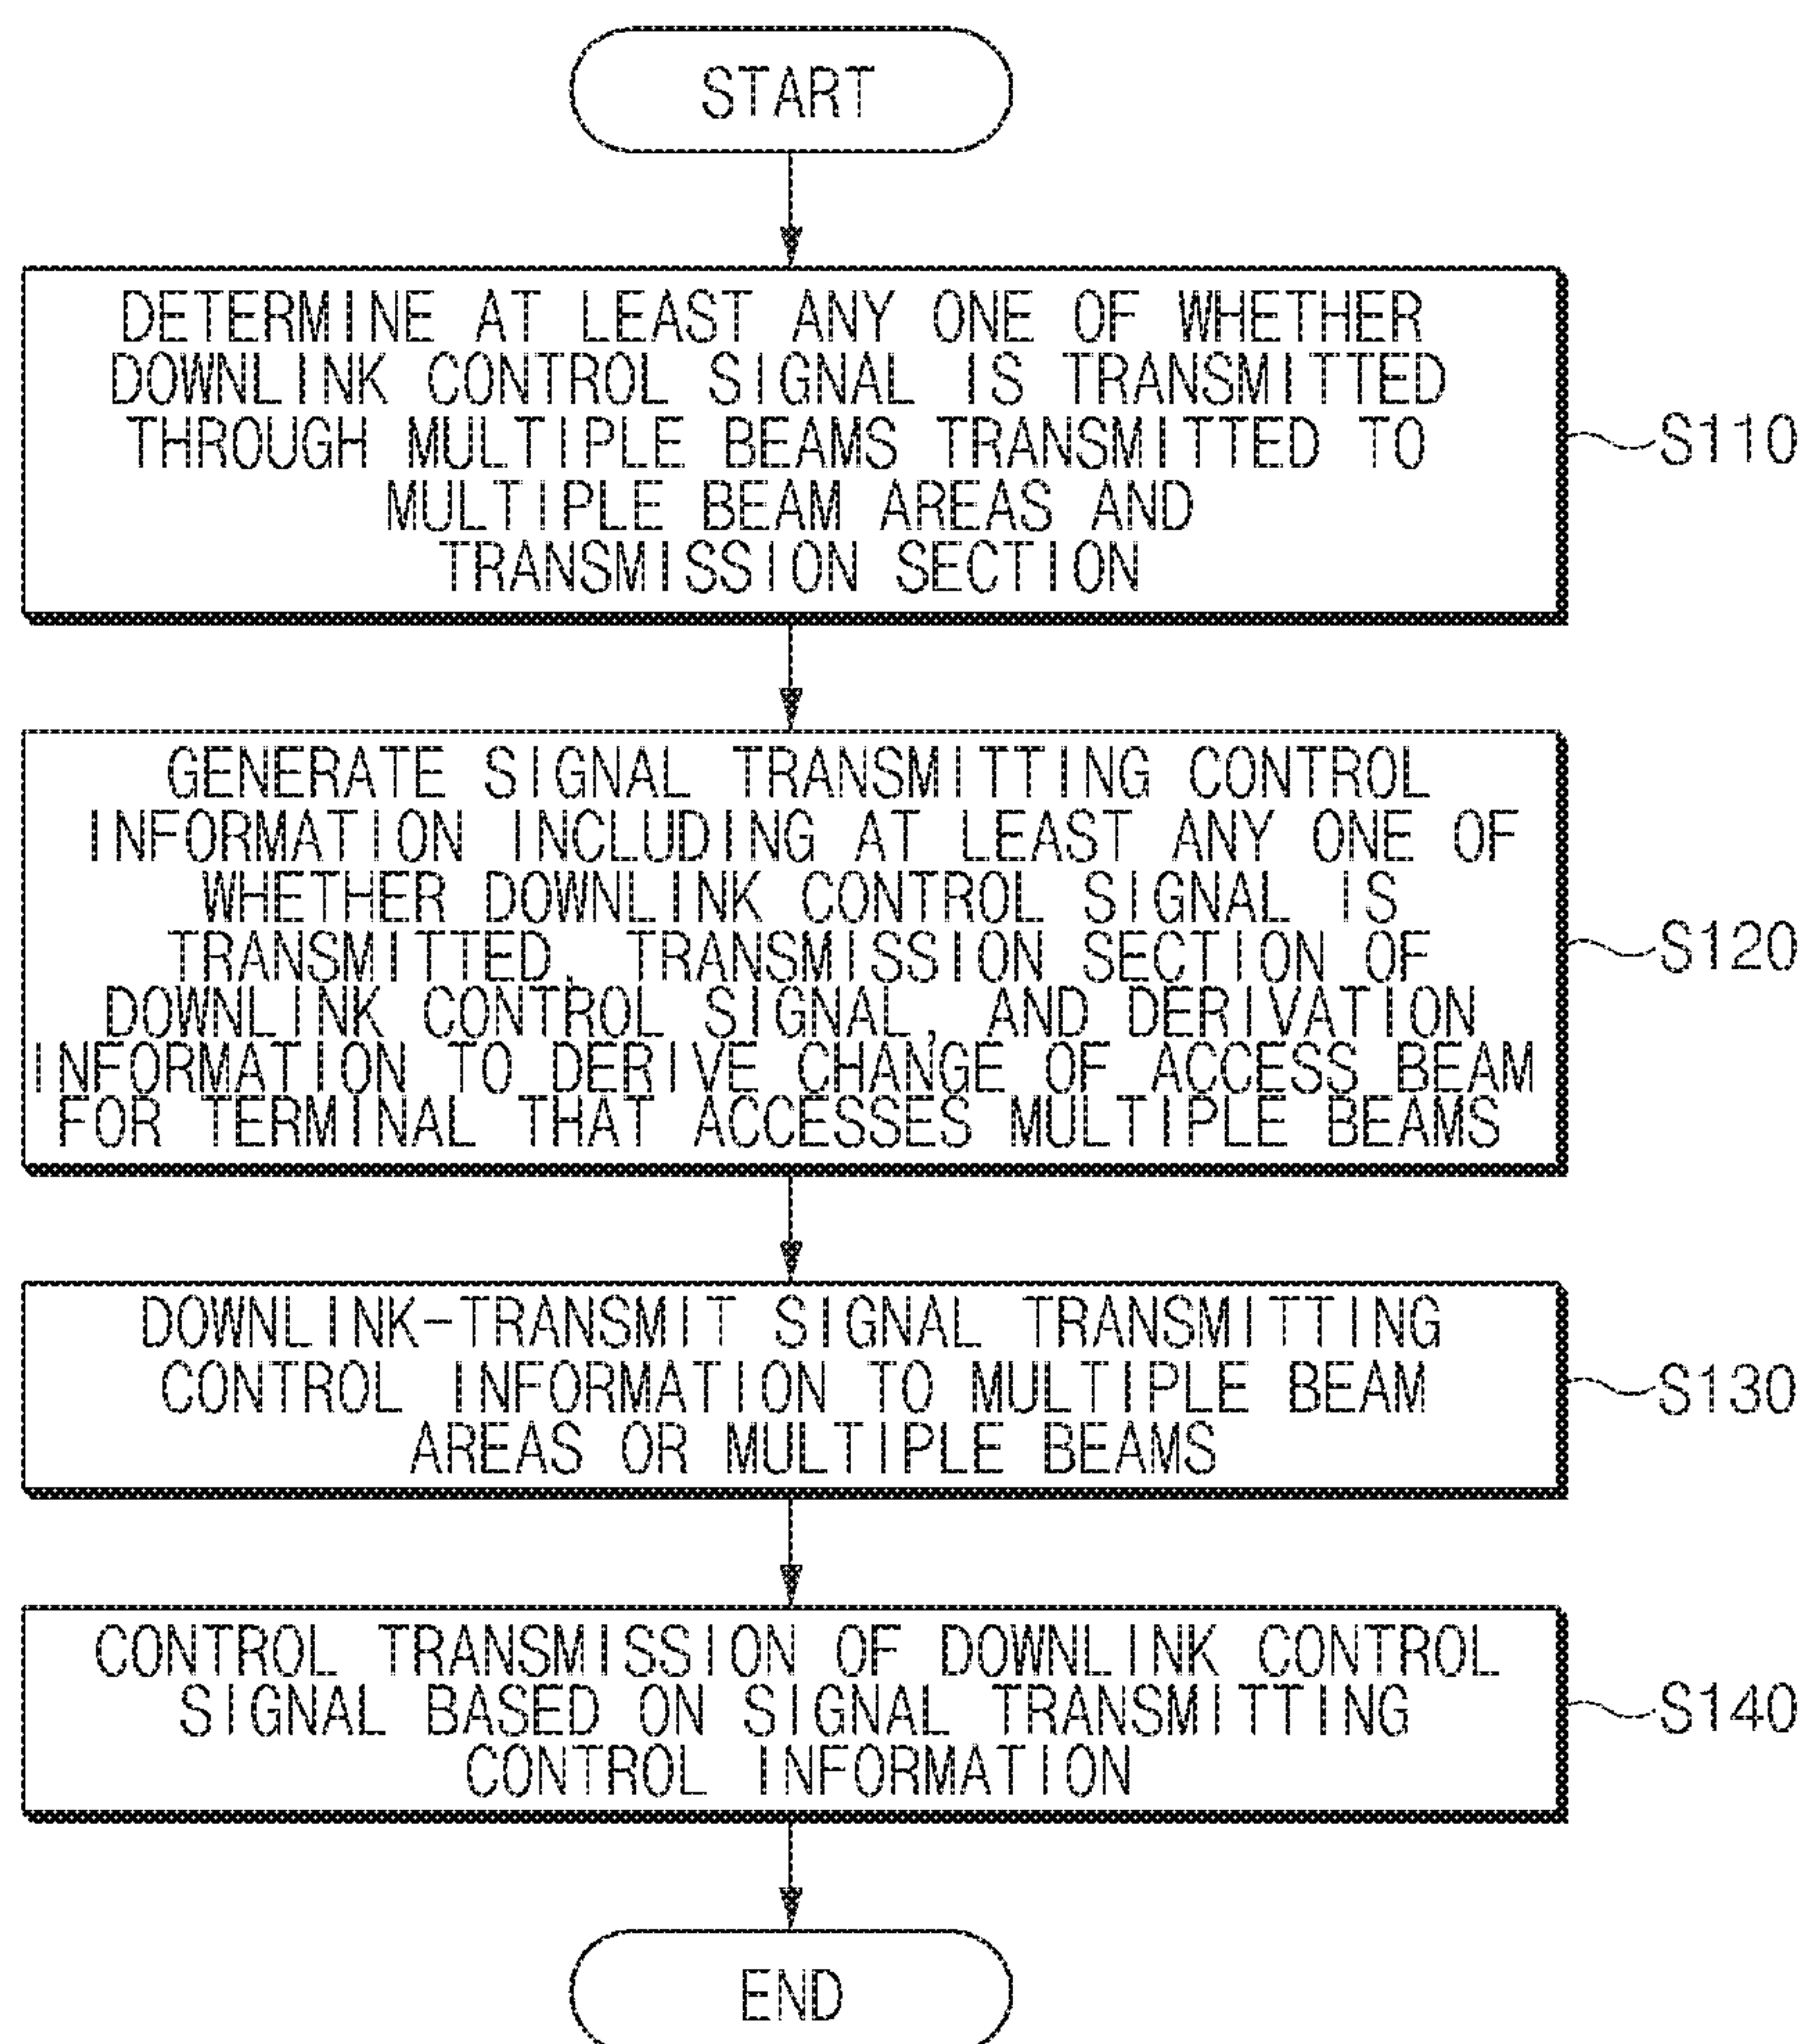 START
DETERMINE AT LEAST ANY ONE OF WHETHER
DOWNLINK CONTROL SIGNAL IS TRANSMITTED
THROUGH MULTIPLE BEAMS TRANSMITTED TO
MULTIPLE BEAM AREAS AND
TRANSMISSION SECTION
S110
GENERATE SIGNAL TRANSMITTING CONTROL
INFORMATION INCLUDING AT LEAST ANY ONE OF
WHETHER DOWNLINK CONTROL SIGNAL IS
TRANSMITTED, TRANSMISSION SECTION OF
DOWNLINK CONTROL SIGNAL, AND DERIVATION
INFORMATION TO DERIVE CHANGE OF ACCESS BEAM
FOR TERMINAL THAT ACCESSES MULTIPLE BEAMS
S120
DOWNLINK-TRANSMIT SIGNAL TRANSMITTING
CONTROL INFORMATION TO MULTIPLE BEAM
AREAS OR MULTIPLE BEAMS
S130
CONTROL TRANSMISSION OF DOWNLINK CONTROL
SIGNAL BASED ON SIGNAL TRANSMITTING
CONTROL INFORMATION
S140
END